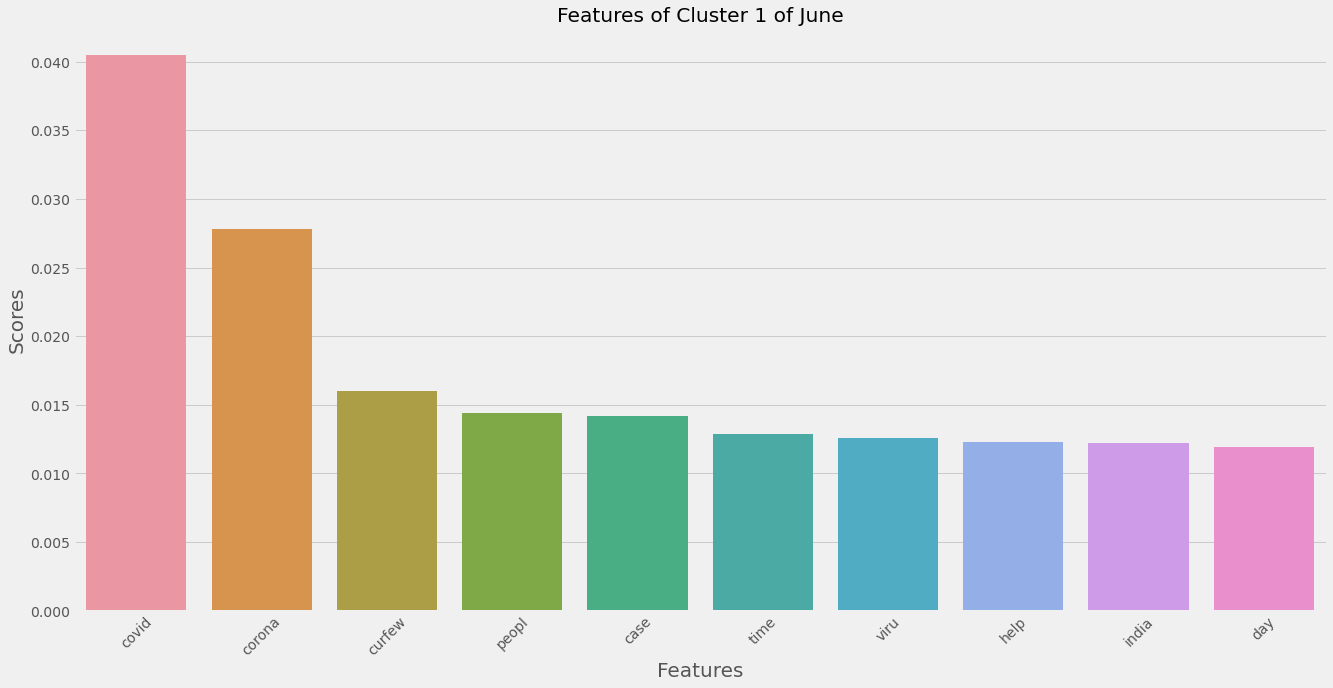 Features of Cluster 1 of June
0.040
0.035
0.030
0.025
0.020
0.015
0.010
0.005
0.000
Scores
covid
corona
curfew
peopl
case
time
viru
help
india
day
Features